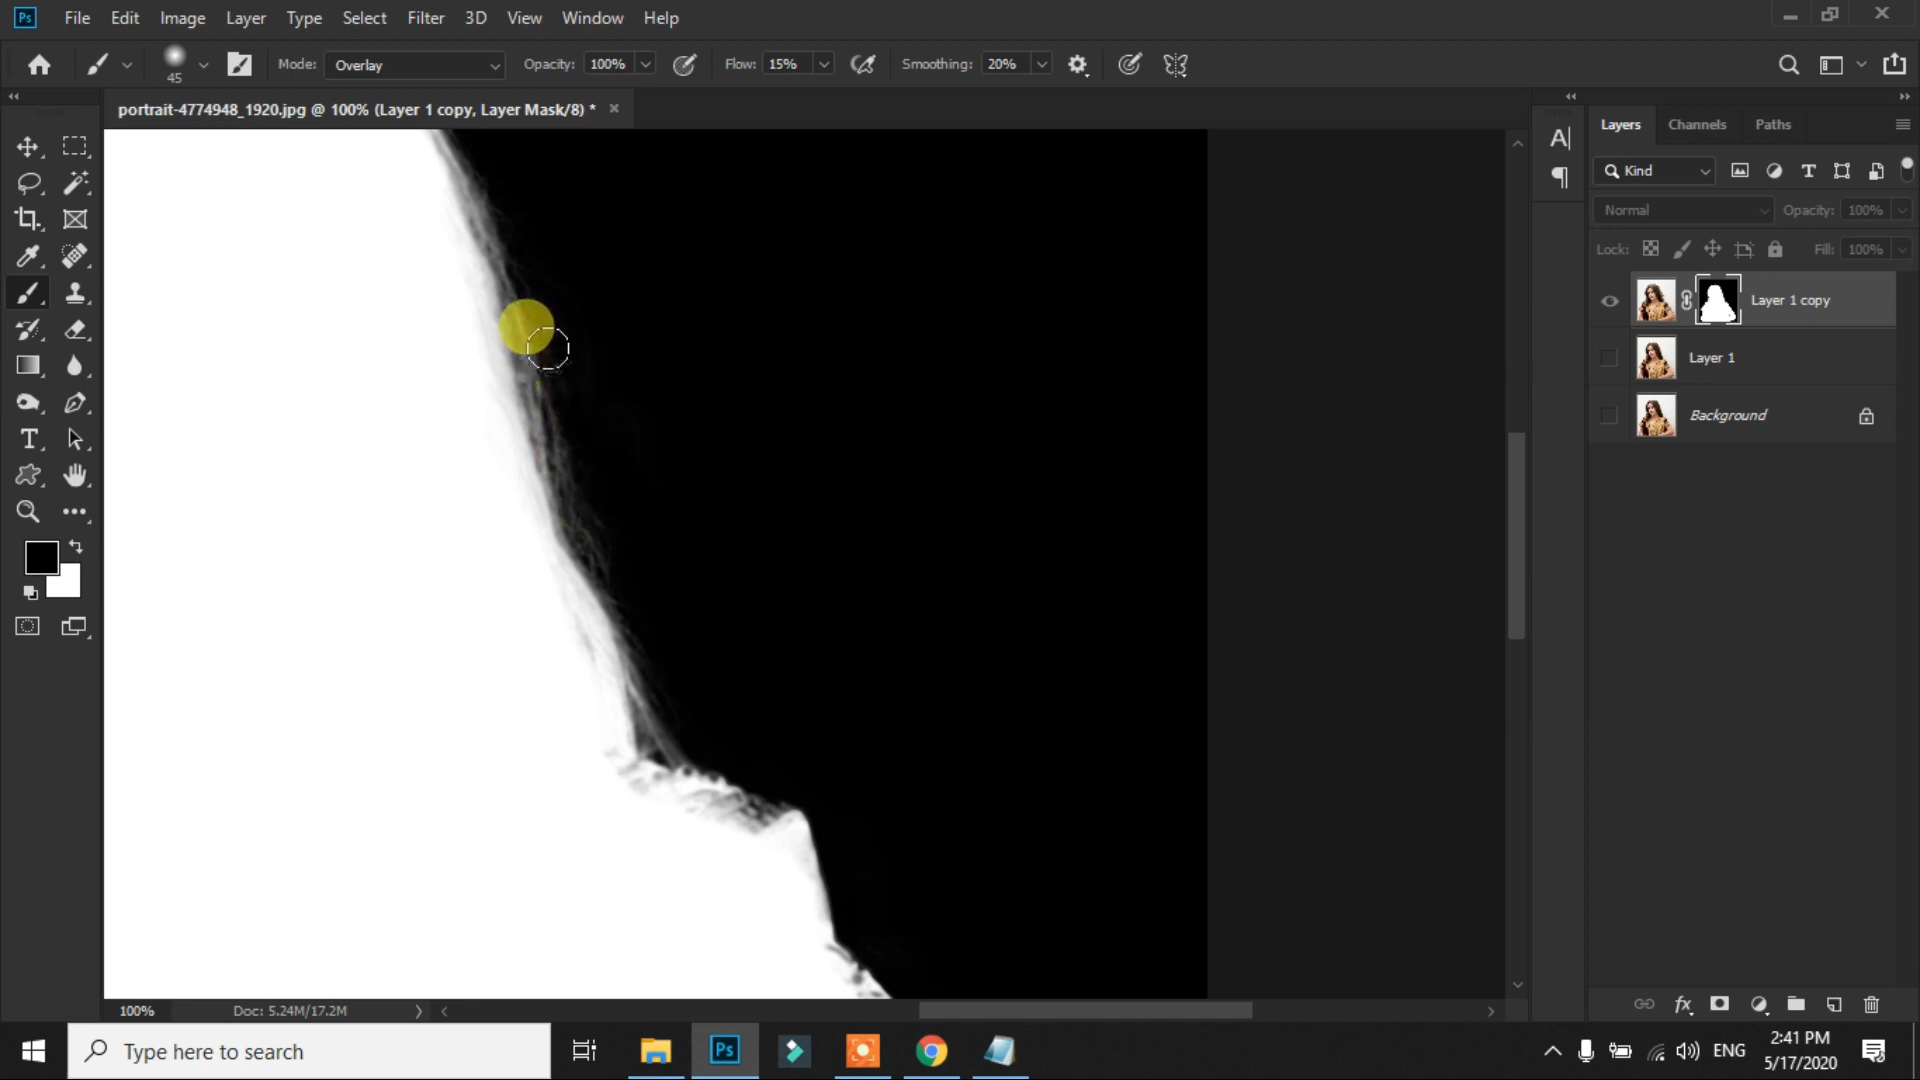 Ps File Edit Image Layer Type Select Filter 3D View Window Help
45 Mode: Overlay Opacity: 100% Flow: 15% Smoothing: 20%
portrait-4774948_1920.jpg @ 100% (Layer 1 copy, Layer Mask/8) * ×
Layers Channels Paths
Kind
Normal Opacity: 100%
Lock: Fill: 100%
Layer 1 copy
Layer 1
Background
100% Doc: 5.24M/17.2M
Type here to search
Ps
ENG
2:41 PM
5/17/2020